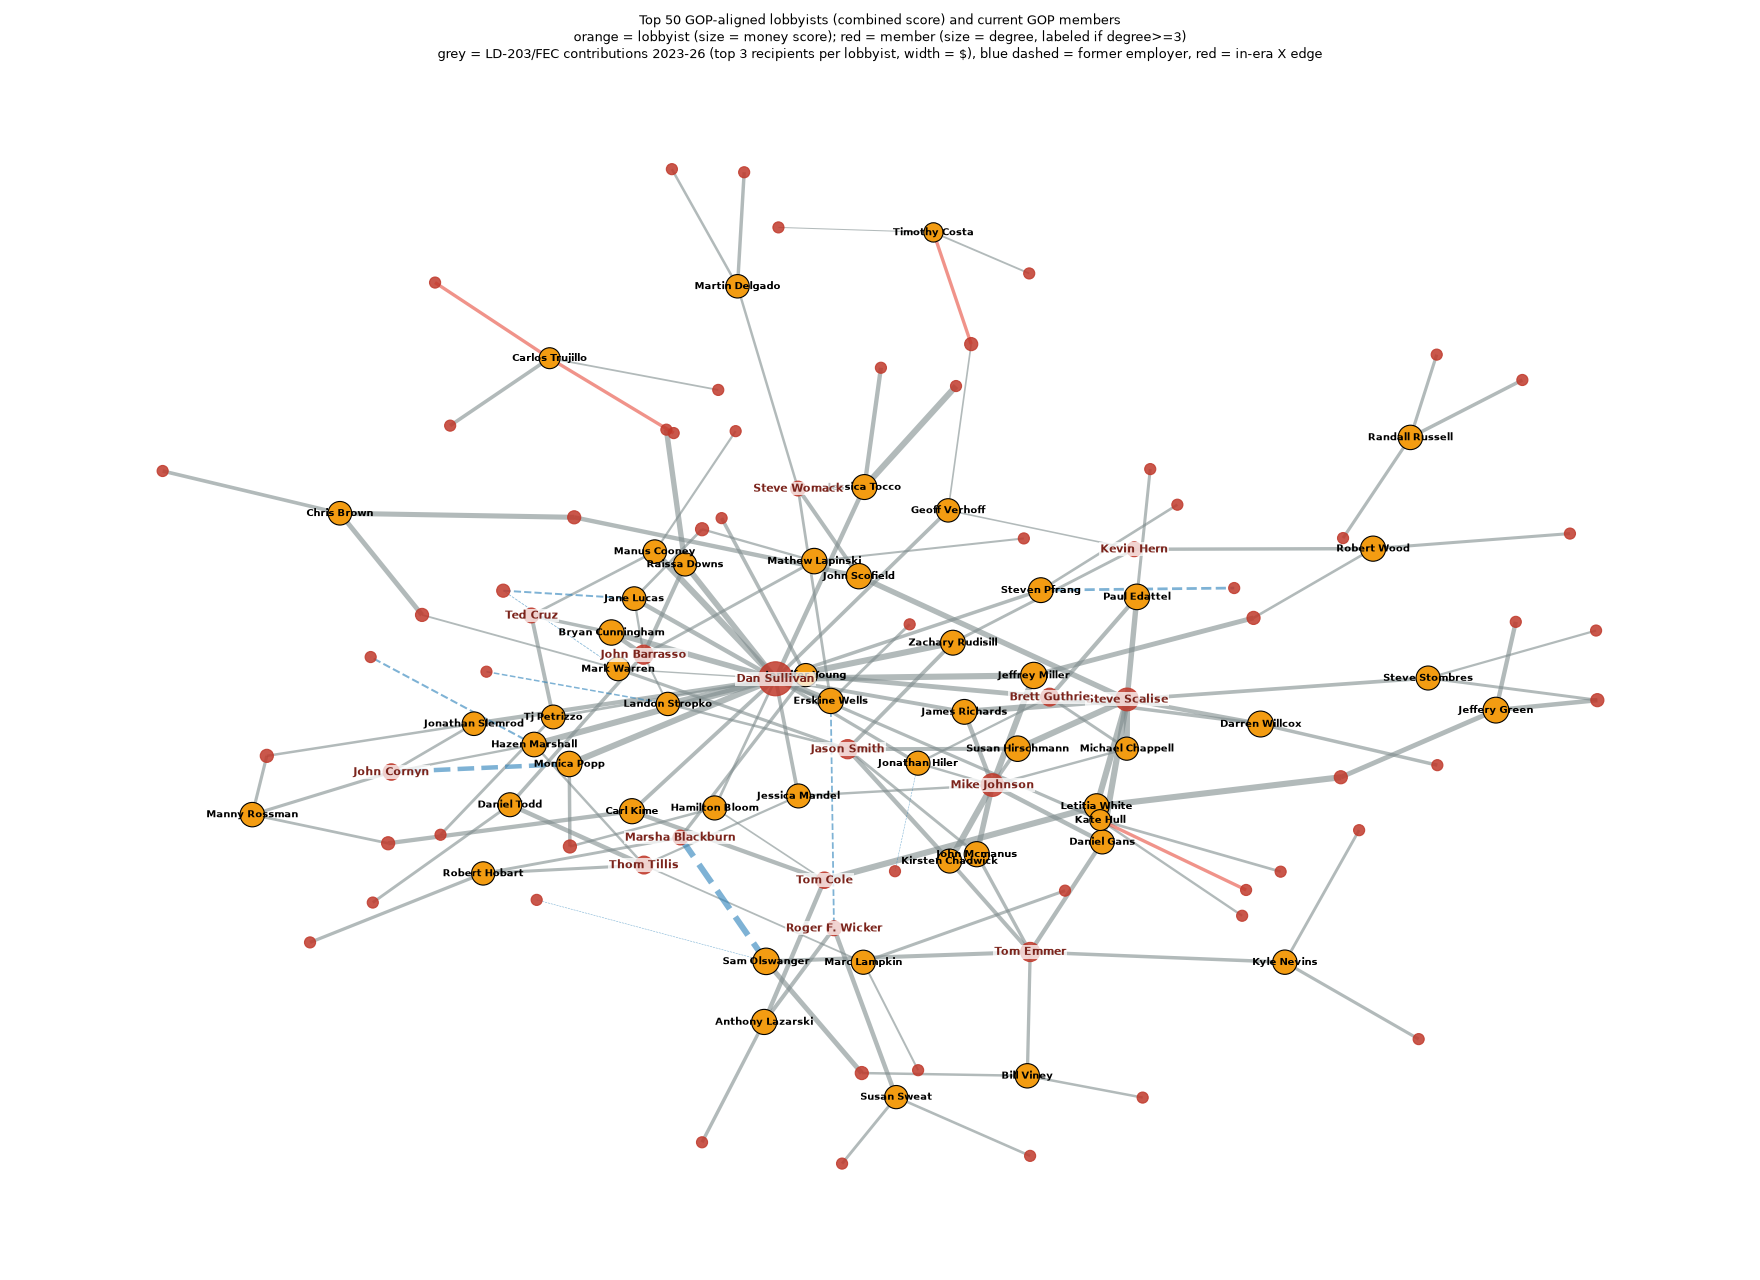 Top 50 GOP-aligned lobbyists (combined score) and current GOP members
orange = lobbyist (size = money score); red = member (size = degree, labeled if degree>=3)
grey = LD-203/FEC contributions 2023-26 (top 3 recipients per lobbyist, width = $), blue dashed = former employer, red = in-era X edge
Timothy Costa
Martin Delgado
Carlos Trujillo
Randall Russell
Steve Womack
sica Tocco
Chris Brown
Geoff Verhoff
Kevin Hern
Robert Wood
Manus Cooney
Raissa Downs
Mathew Lapinski
John Scofield
Steven Pfrang
Paul Edattel
Jane Lucas
Ted Cruz
Bryan Cunningham
Zachary Rudisill
John Barrasso
Mark Warren
Dan Sullivan
Young
Jeffrey Miller
Steve Stombres
Brett Guthrie
teve Scalise
Erskine Wells
Landon Stropko
James Richards
Jeffery Green
Jonathan Slemrod
TJ Petrizzo
Darren Willcox
Hazen Marshall
Jason Smith
Susan Hirschmann
Michael Chappell
Monica Popp
Jonathan Hiler
John Cornyn
Mike Johnson
Jessica Mandel
Daniel Todd
Carl Kime
Hamilton Bloom
Letitia White
Manny Rossman
Kate Hull
Marsha Blackburn
Daniel Gans
John Mcmanus
Kirsten Chadwick
Thom Tillis
Robert Hobart
Tom Cole
Roger F. Wicker
Tom Emmer
Sam Olswanger
Marc Lampkin
Kyle Nevins
Anthony Lazarski
Bill Viney
Susan Sweat